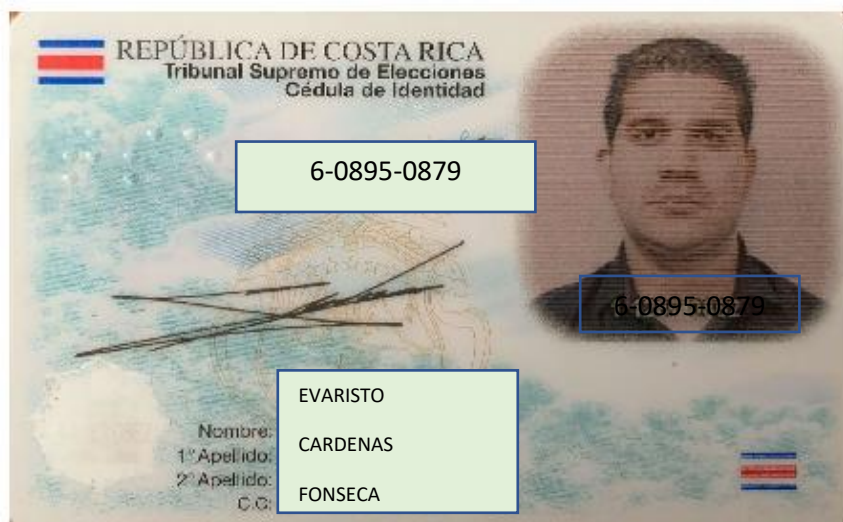 REPÚBLICA DE COSTA RICA
Tribunal Supremo de Elecciones
Cédula de Identidad
6-0895-0879
6-0895-0879
Nombre: EVARISTO
1°Apellido: CARDENAS
2°Apellido: FONSECA
C.C: